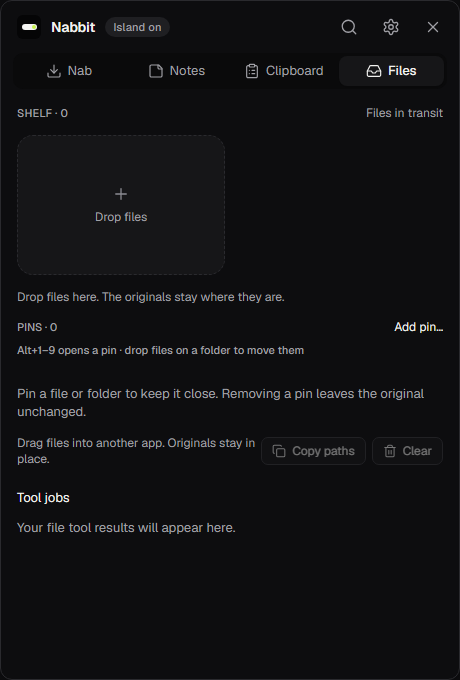 Nabbit Island on
Nab Notes Clipboard Files
SHELF · 0 Files in transit
Drop files
Drop files here. The originals stay where they are.
PINS · 0 Add pin...
Alt+1–9 opens a pin · drop files on a folder to move them
Pin a file or folder to keep it close. Removing a pin leaves the original
unchanged.
Drag files into another app. Originals stay in
place.
Copy paths Clear
Tool jobs
Your file tool results will appear here.